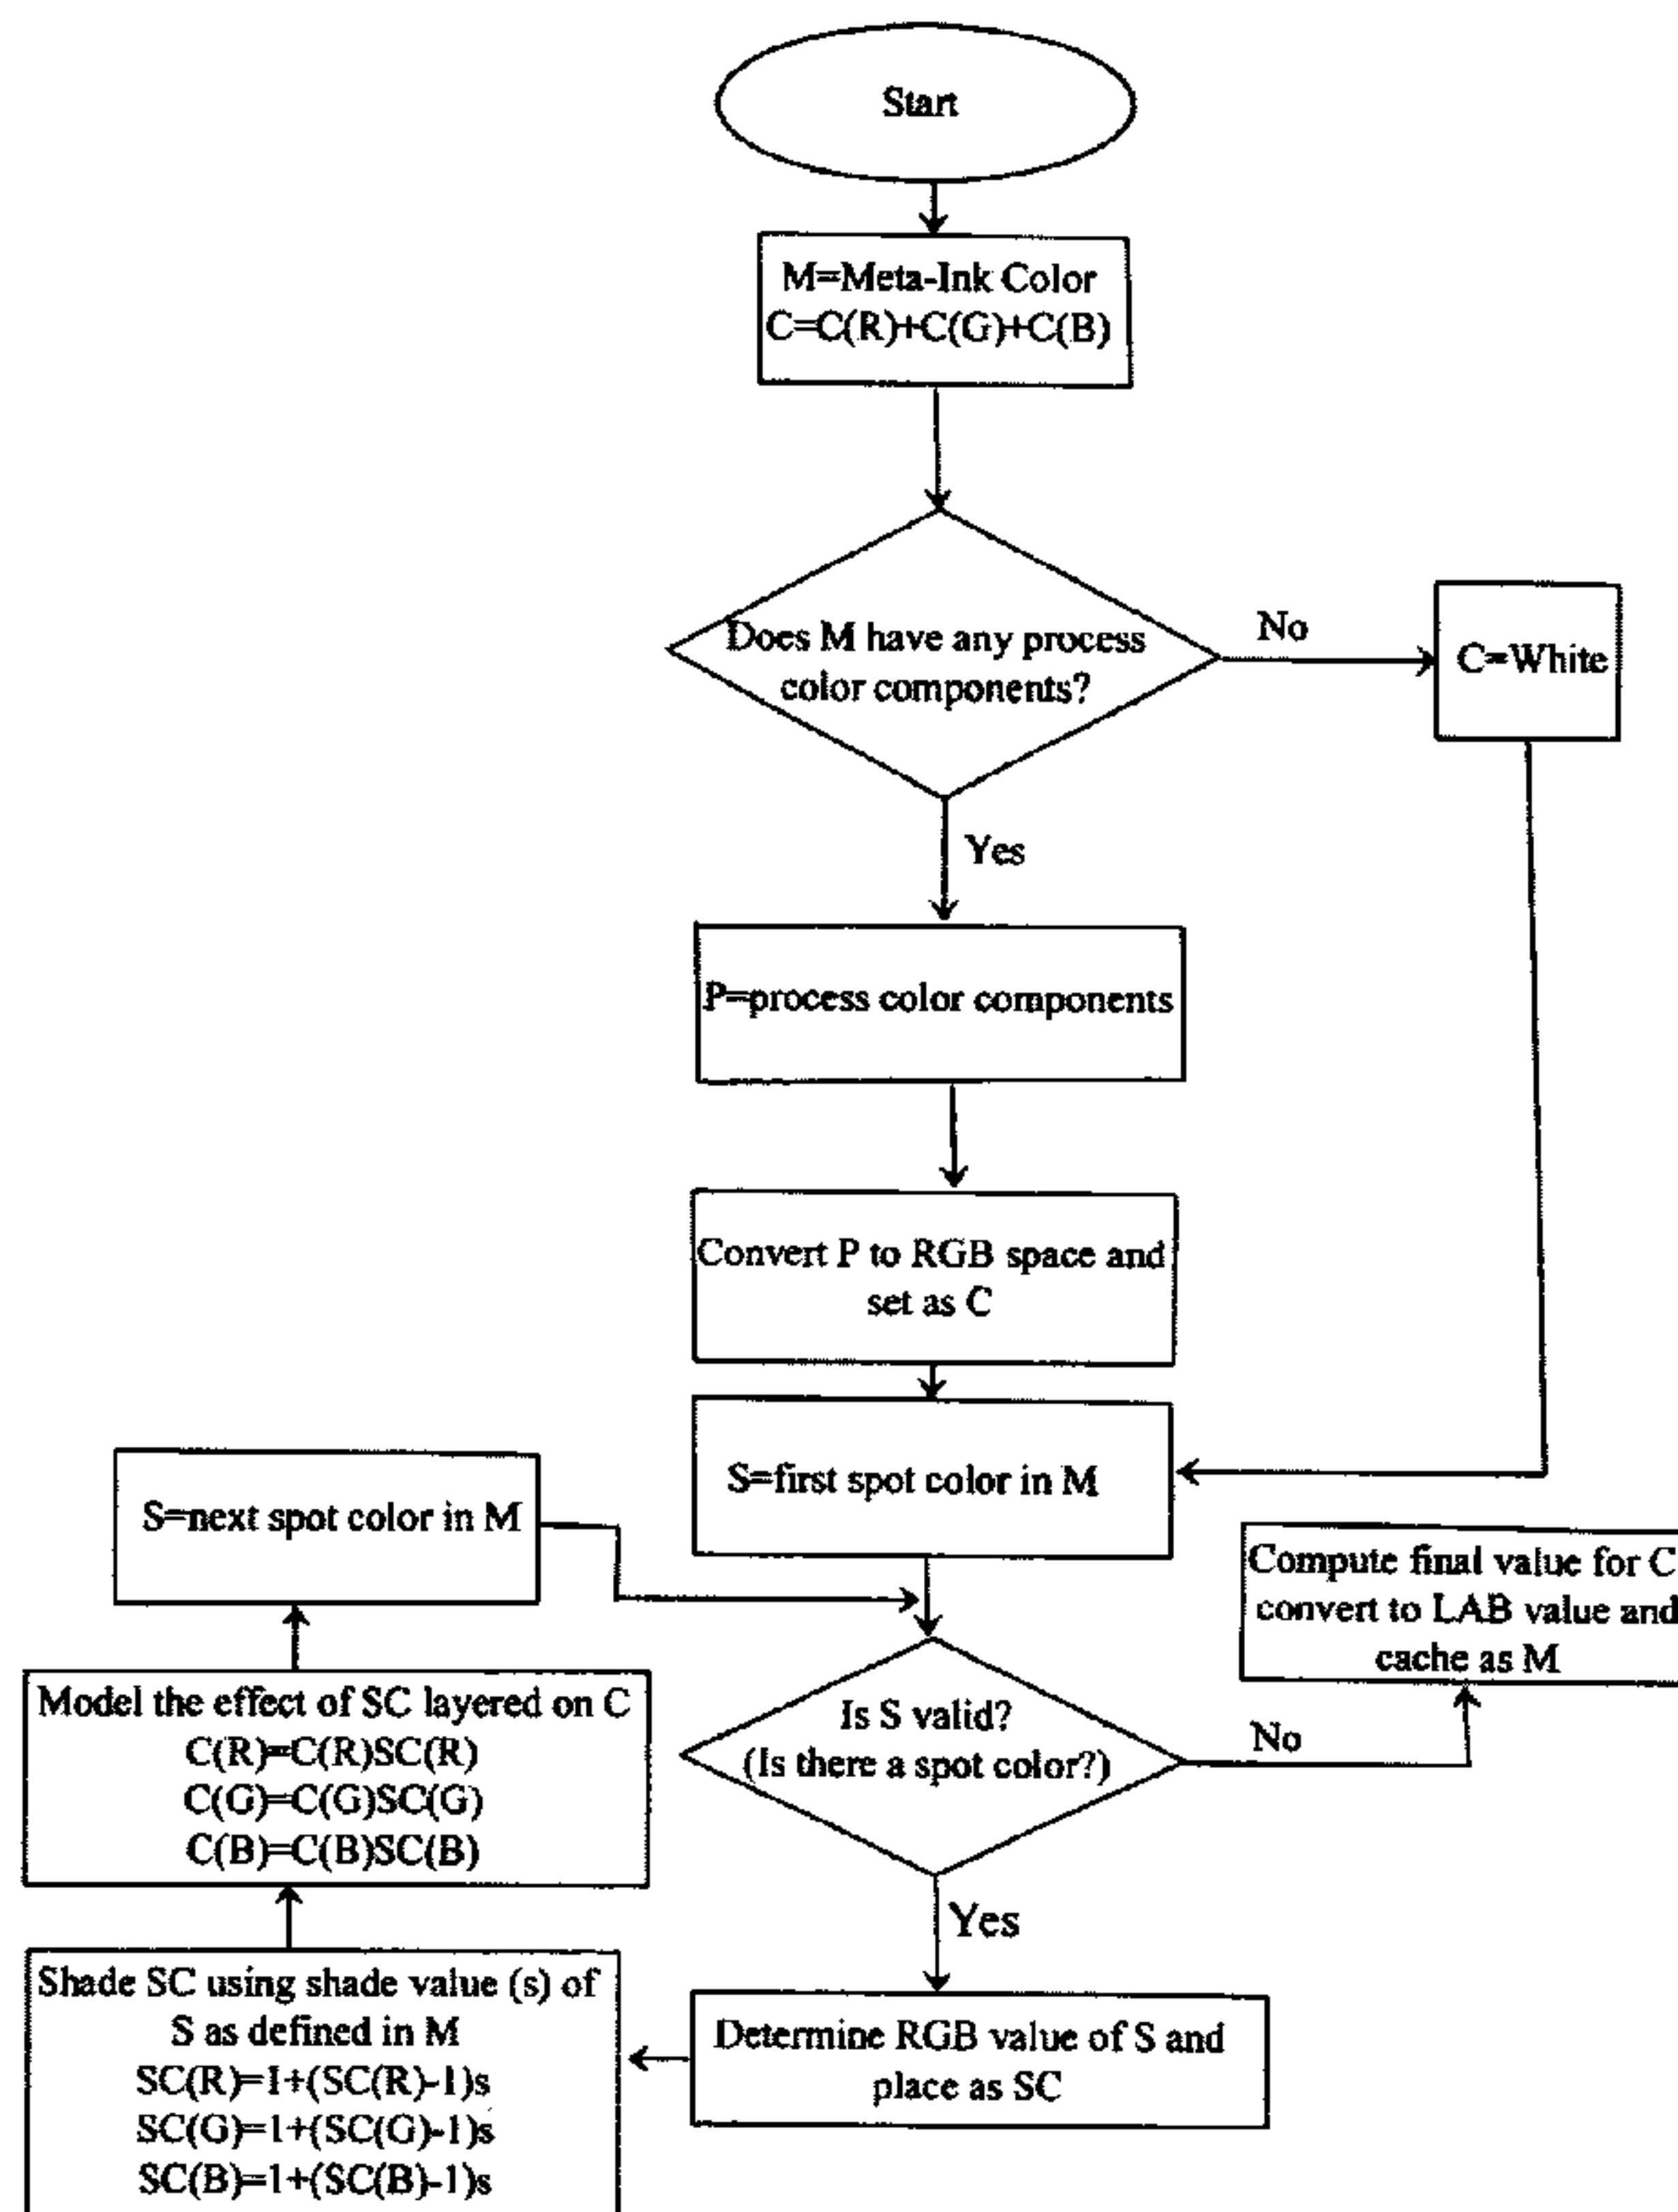 Start
M=Meta-Ink Color
C=C(R)+C(G)+C(B)
Does M have any process
color components?
No
C=White
Yes
P=process color components
Convert P to RGB space and
set as C
S=first spot color in M
S=next spot color in M
Compute final value for C
convert to LAB value and
cache as M
Model the effect of SC layered on C
C(R)=C(R)SC(R)
C(G)=C(G)SC(G)
C(B)=C(B)SC(B)
Is S valid?
(Is there a spot color?)
No
Yes
Shade SC using shade value (s) of
S as defined in M
SC(R)=1+(SC(R)-1)s
SC(G)=1+(SC(G)-1)s
SC(B)=1+(SC(B)-1)s
Determine RGB value of S and
place as SC